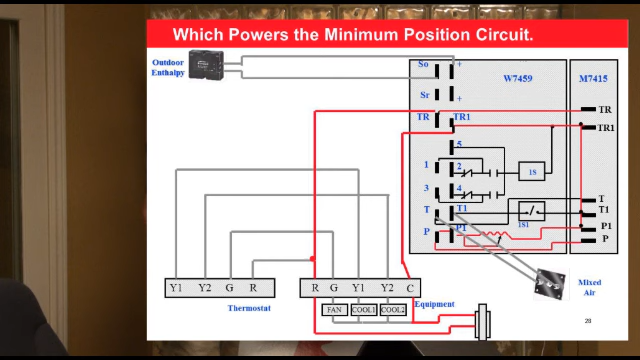 Which Powers the Minimum Position Circuit.
Outdoor
Enthalpy
So +
W7459
M7415
Sr +
TR TR1
TR
TR1
5
1 2
1S
3 4
T T1
1S1
T
T1
P P1
P1
P
Mixed
Air
Y1 Y2 G R
R G Y1 Y2 C
Thermostat
Equipment
FAN COOL1 COOL2
28